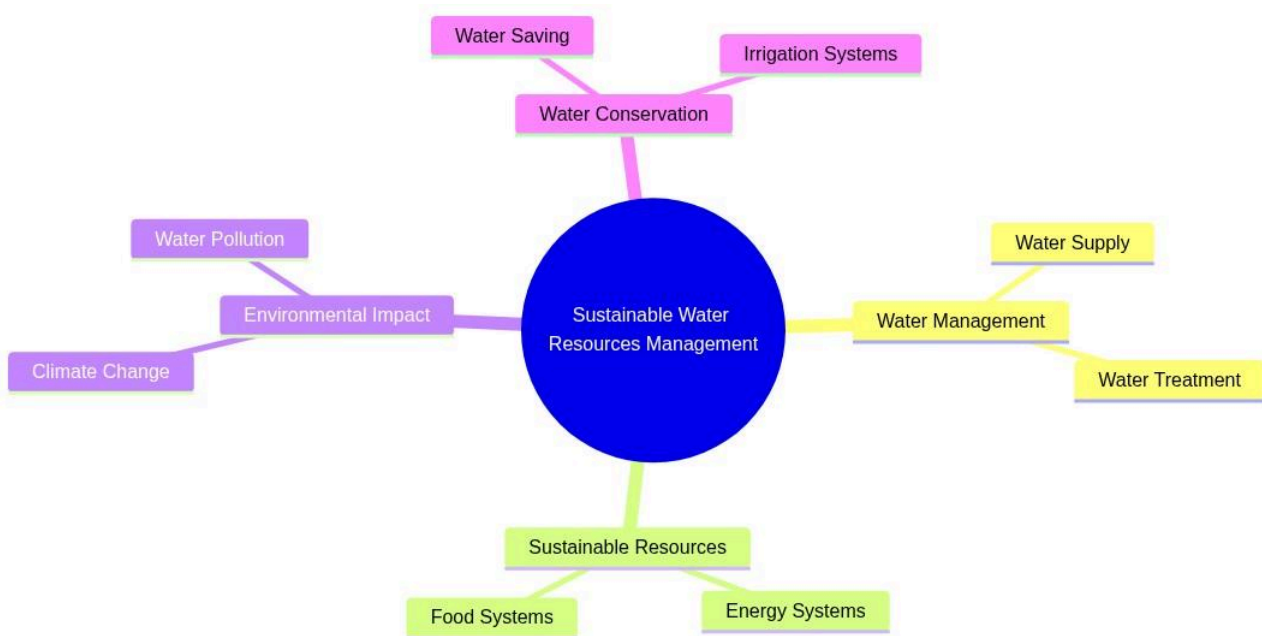 Water Saving
Irrigation Systems
Water Conservation
Water Pollution
Water Supply
Environmental Impact
Sustainable Water
Resources Management
Water Management
Climate Change
Water Treatment
Sustainable Resources
Food Systems
Energy Systems